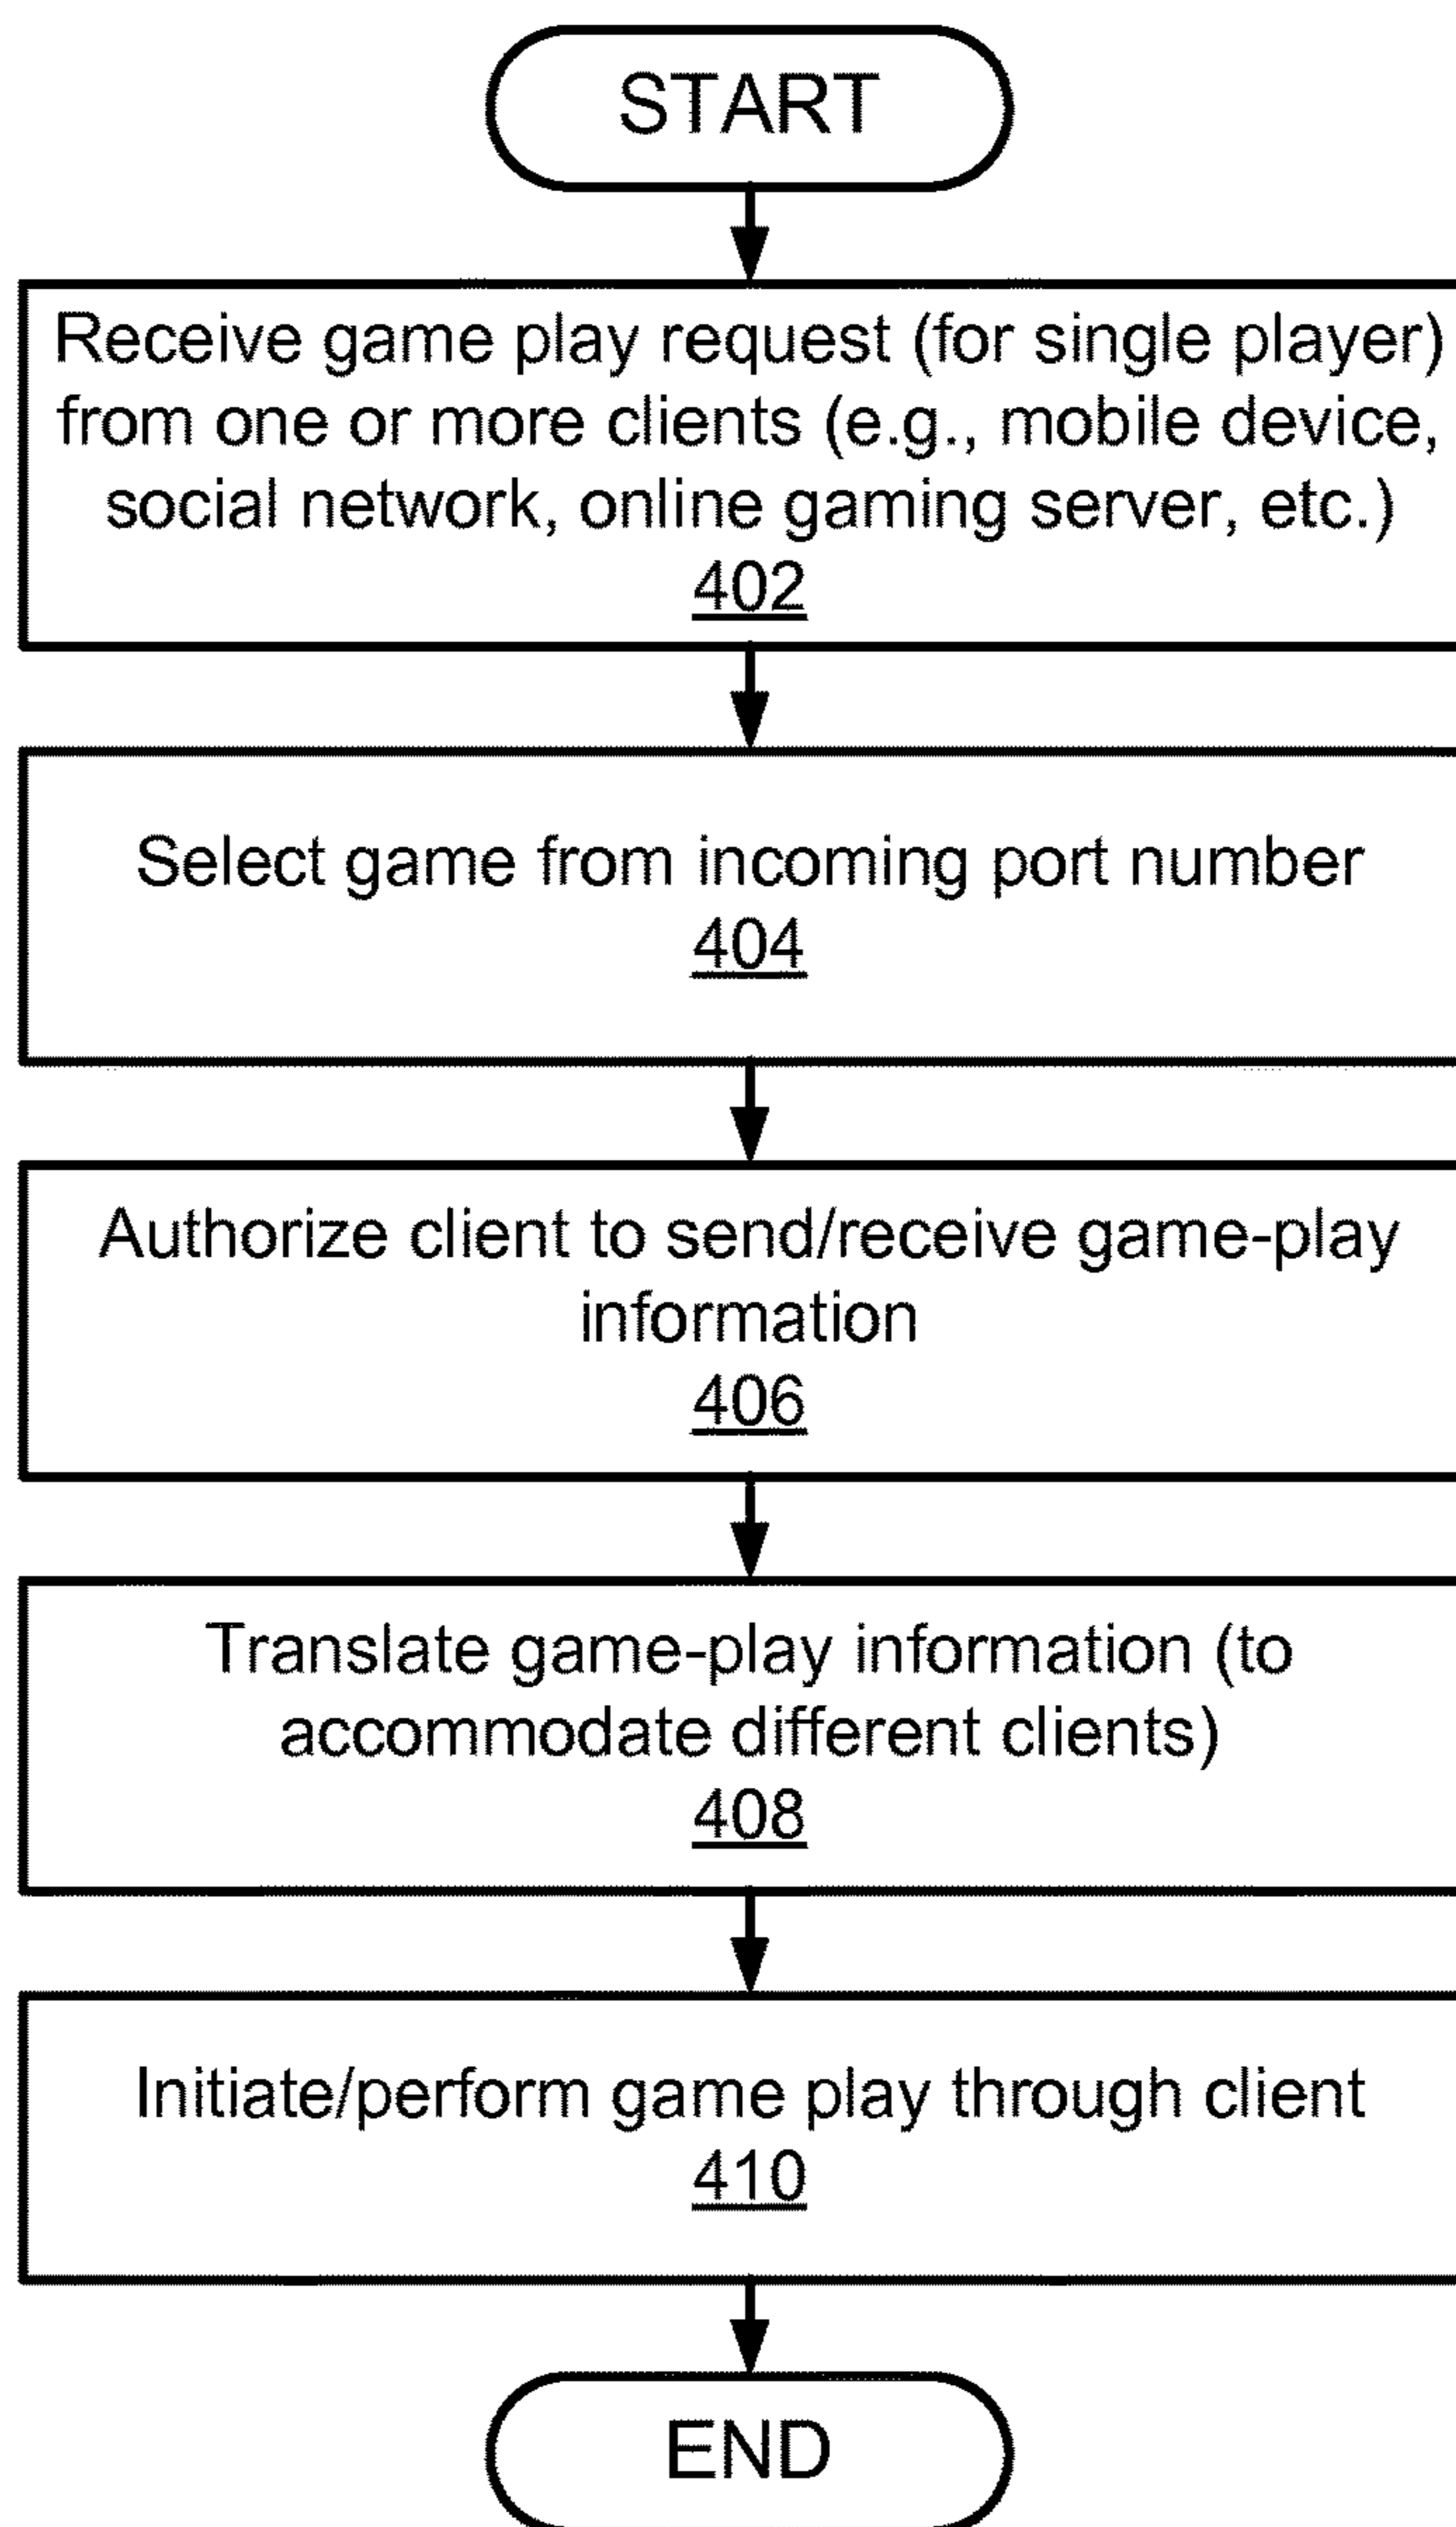 START
Receive game play request (for single player)
from one or more clients (e.g., mobile device,
social network, online gaming server, etc.)
402
Select game from incoming port number
404
Authorize client to send/receive game-play
information
406
Translate game-play information (to
accommodate different clients)
408
Initiate/perform game play through client
410
END